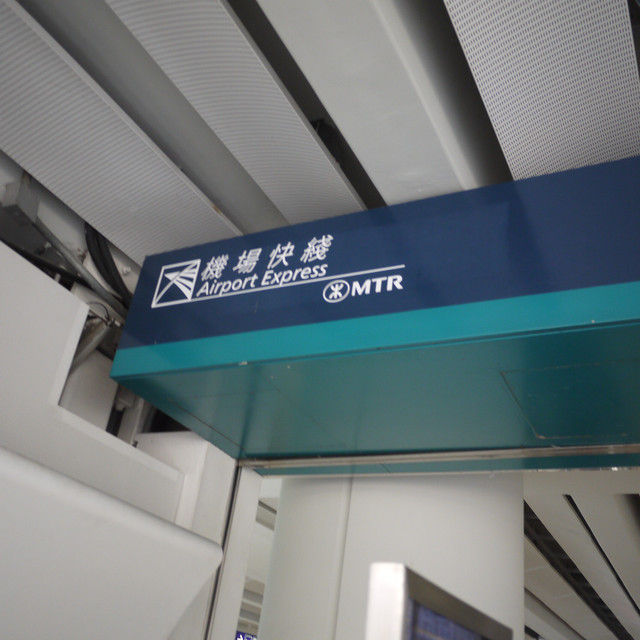 機場快綫
Airport Express
MTR